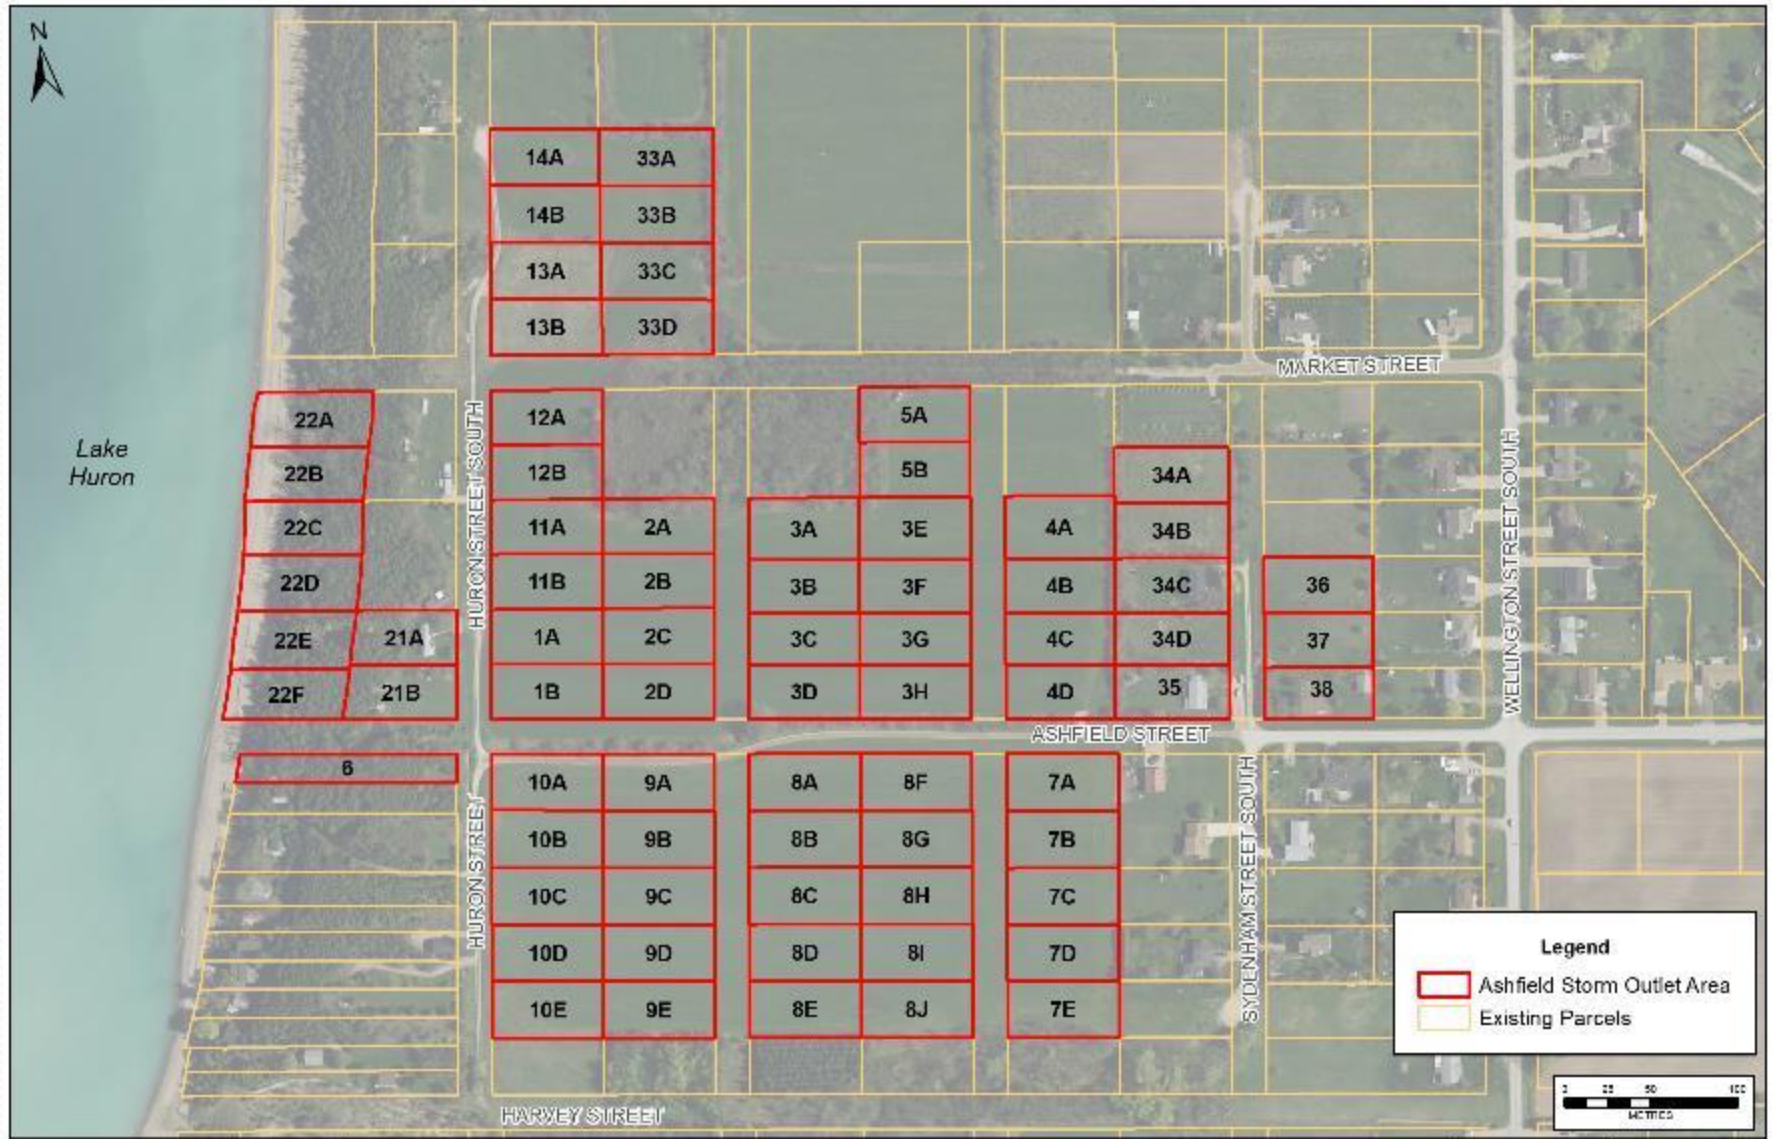 N
14A 33A
14B 33B
13A 33C
13B 33D
MARKET STREET
22A 12A 5A
Lake
Huron
22B 12B 5B 34A
HURON STREET SOUTH
WELLINGTON STREET SOUTH
22C 11A 2A 3A 3E 4A 34B
22D 11B 2B 3B 3F 4B 34C 36
22E 21A 1A 2C 3C 3G 4C 34D 37
22F 21B 1B 2D 3D 3H 4D 35 38
ASHFIELD STREET
6
10A 9A 8A 8F 7A
HURON STREET
SYDENHAM STREET SOUTH
10B 9B 8B 8G 7B
10C 9C 8C 8H 7C
10D 9D 8D 8I 7D
10E 9E 8E 8J 7E
Legend
Ashfield Storm Outlet Area
Existing Parcels
50 100
METRES
HARVEY STREET